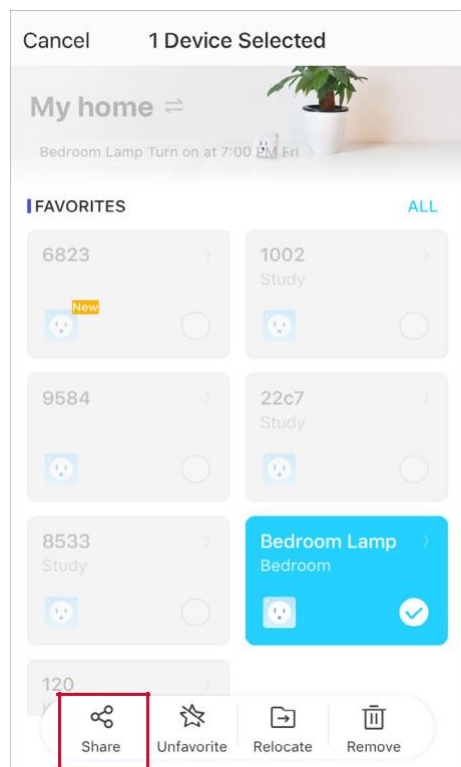 Cancel 1 Device Selected
My home
Bedroom Lamp Turn on at 7:00 PM Fri
FAVORITES ALL
6823 1002
Study
New
9584 22c7
Study
8533 Bedroom Lamp
Study Bedroom
120
Share Unfavorite Relocate Remove